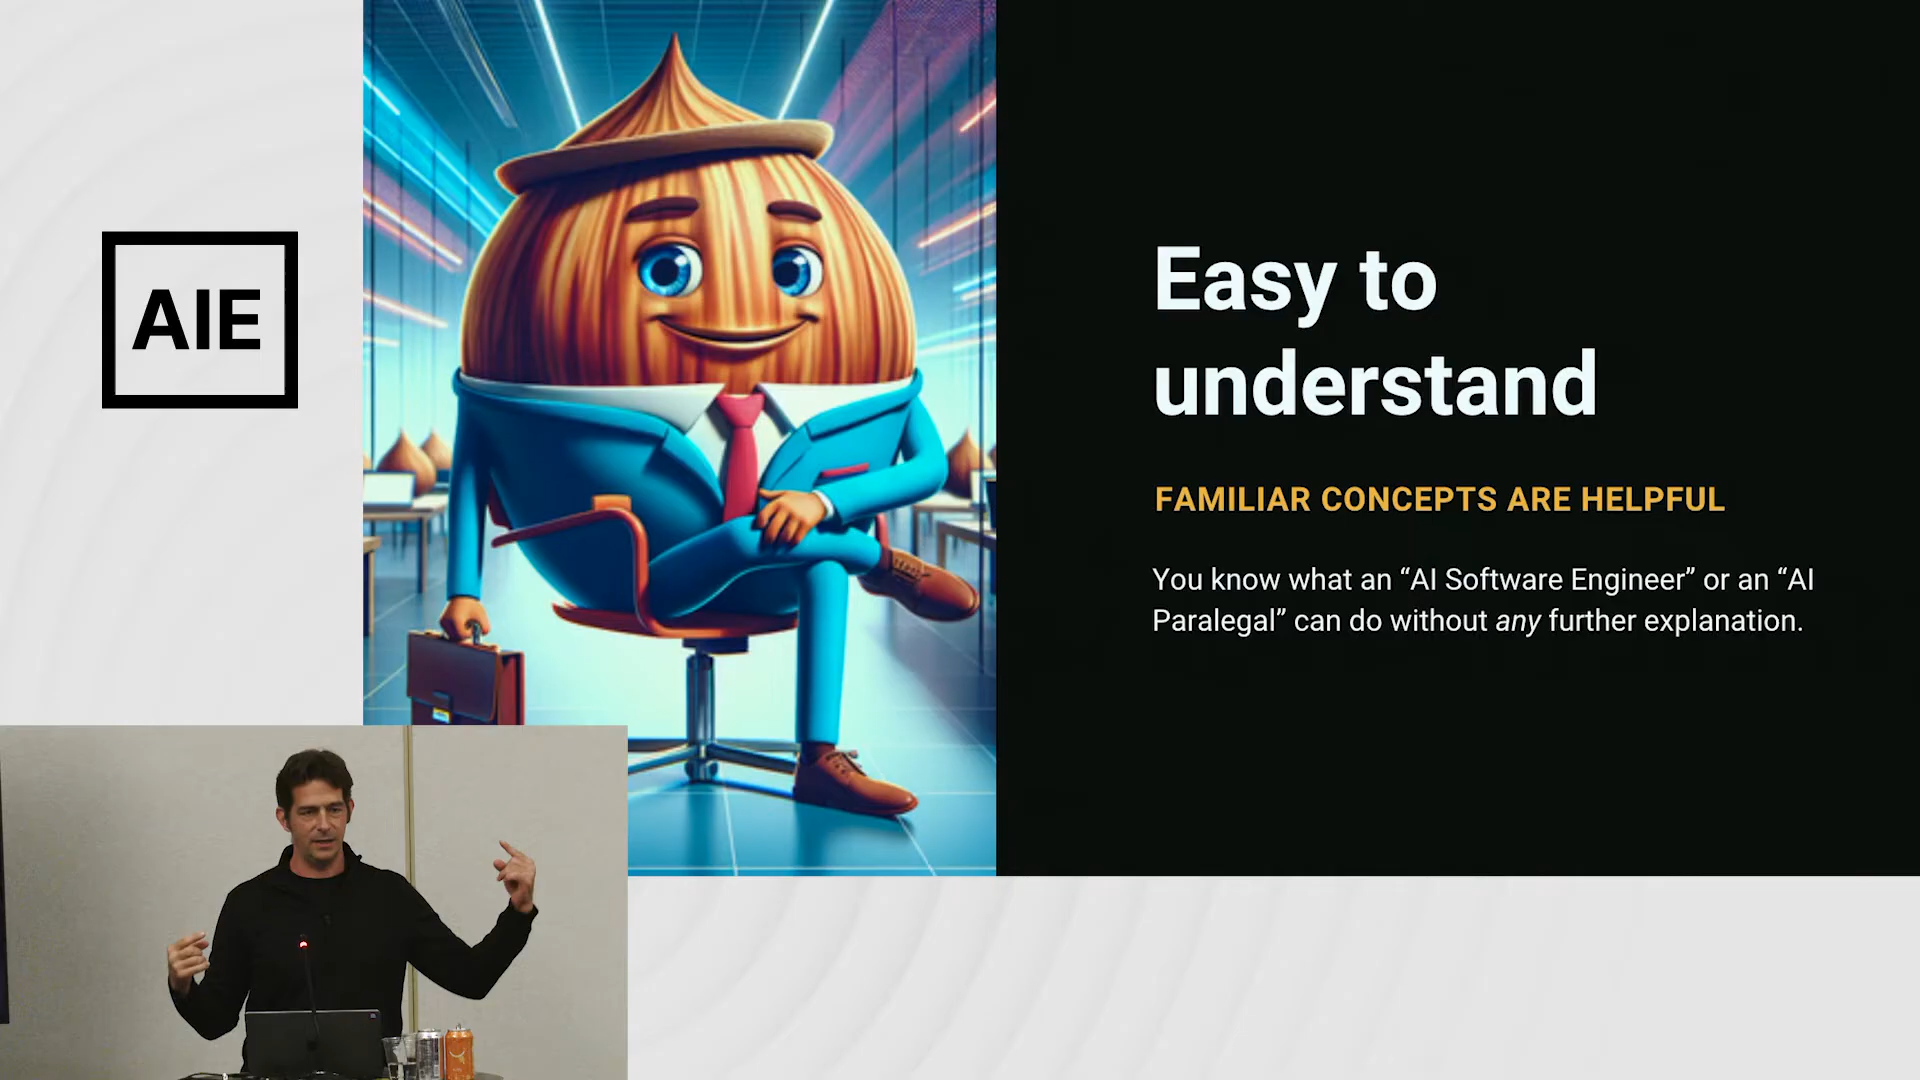 AIE
Easy to
understand
FAMILIAR CONCEPTS ARE HELPFUL
You know what an “AI Software Engineer” or an “AI
Paralegal” can do without any further explanation.